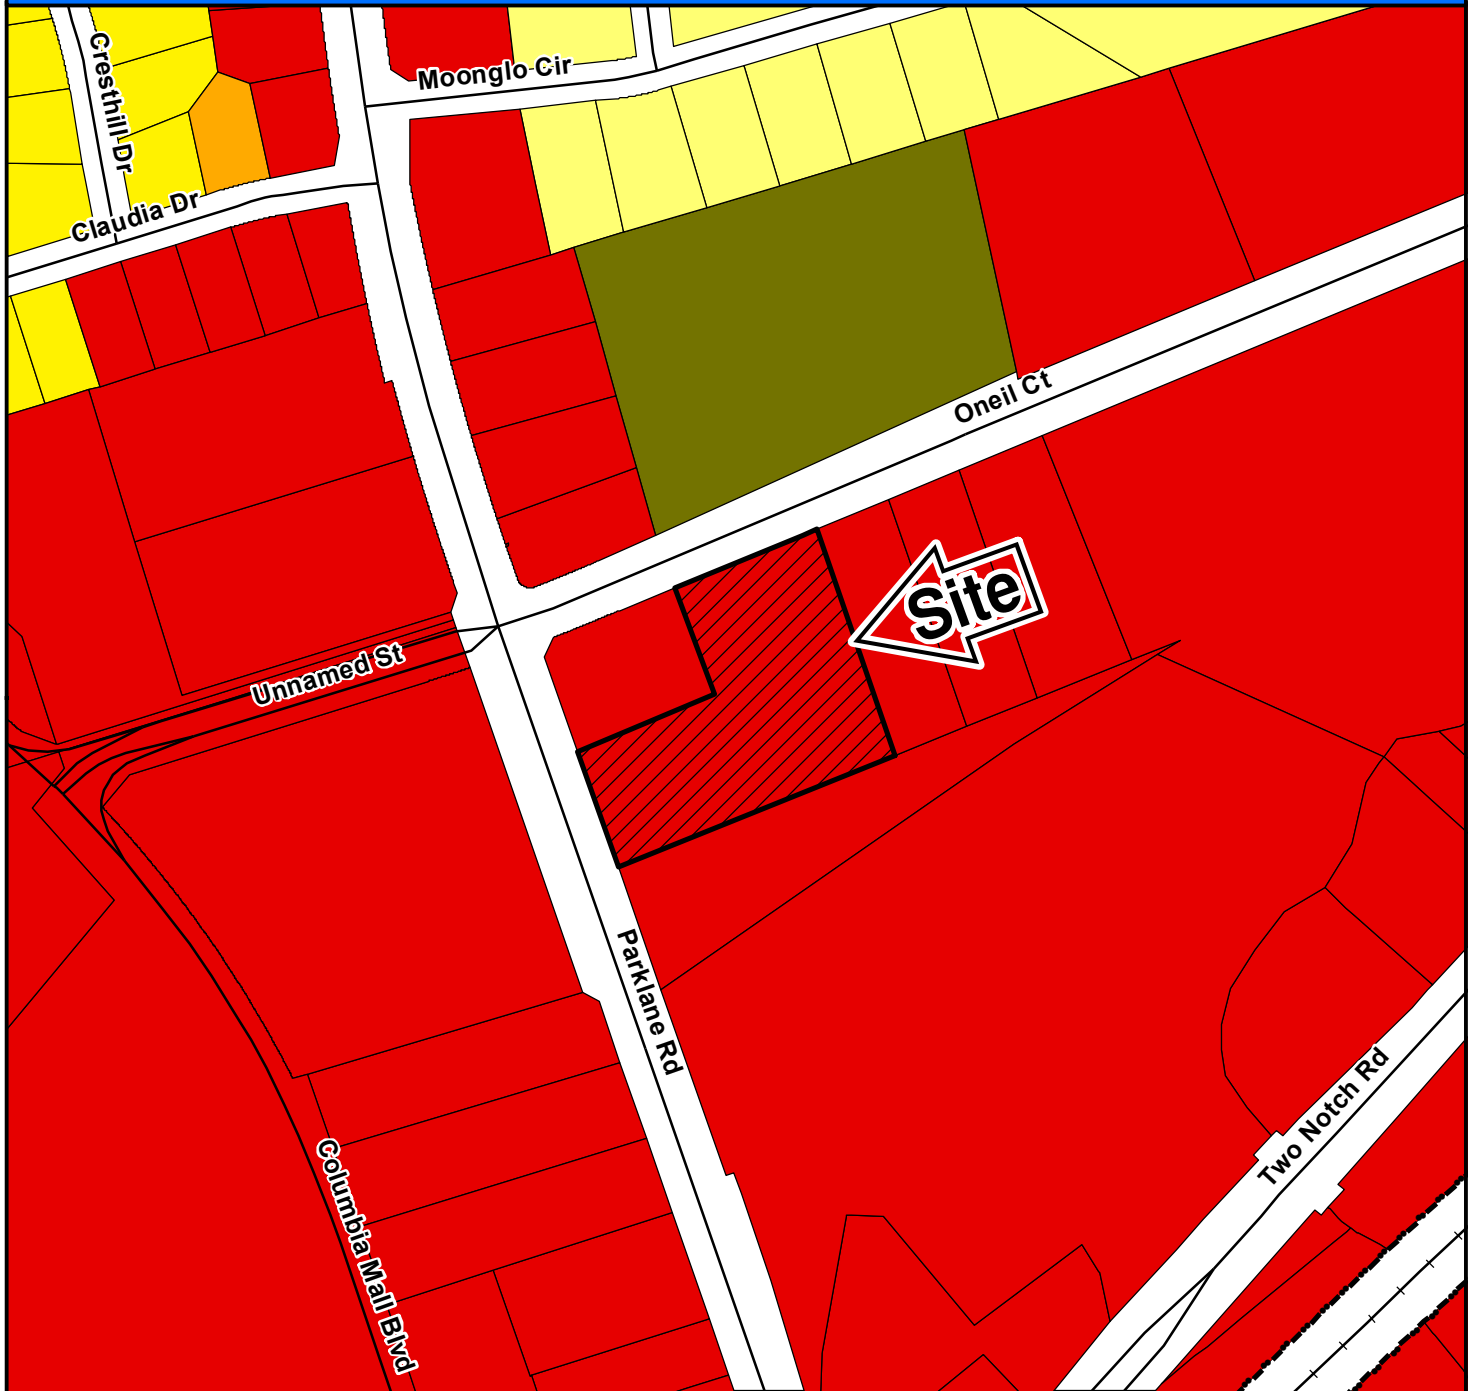 Cresthill Dr
Moonglo Cir
Claudia Dr
Oneil Ct
Site
Unnamed St
Parklane Rd
Two Notch Rd
Columbia Mall Blvd